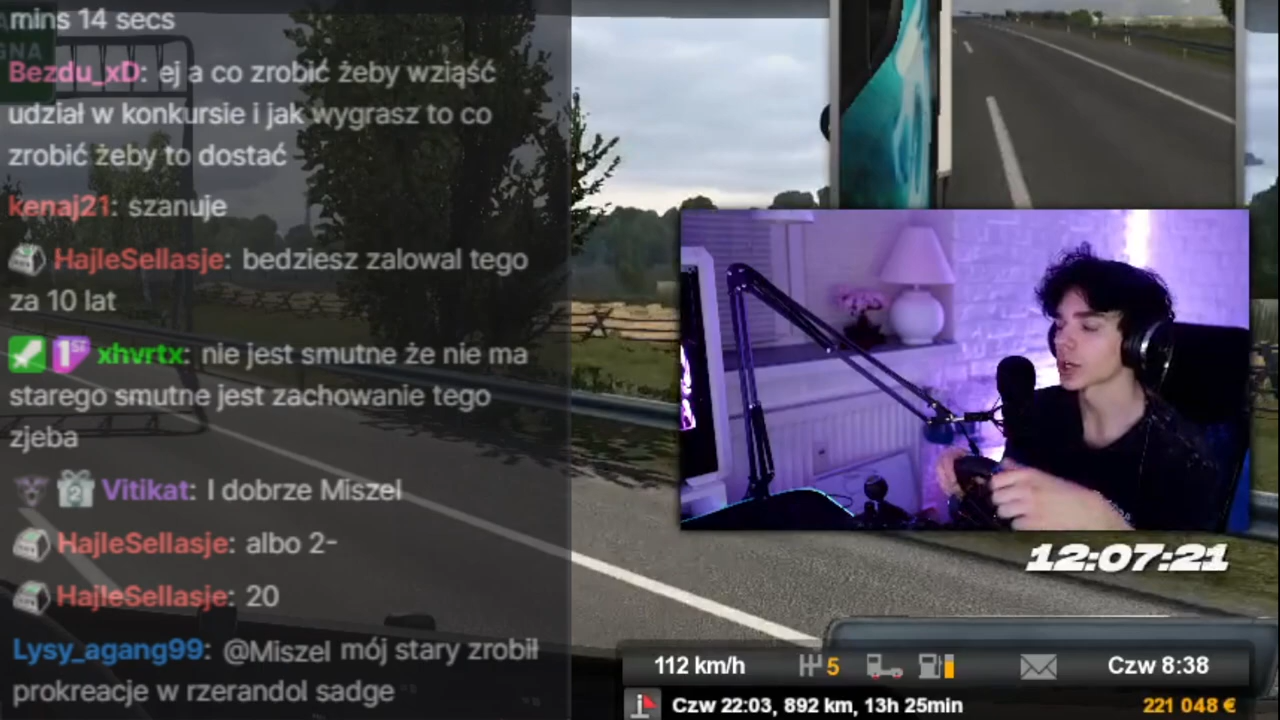 mins 14 secs
GNA
Bezdu_xD: ej a co zrobić żeby wziąść
udział w konkursie i jak wygrasz to co
zrobić żeby to dostać
kenaj21: szanuje
HajleSellasje: bedziesz zalowal tego
za 10 lat
1ST xhvrtx: nie jest smutne że nie ma
starego smutne jest zachowanie tego
zjeba
2 Vitikat: I dobrze Miszel
HajleSellasje: albo 2-
HajleSellasje: 20
Lysy_agang99: @Miszel mój stary zrobił
prokreacje w rzerandol sadge
12:07:21
112 km/h 5 Czw 8:38
Czw 22:03, 892 km, 13h 25min 221 048 €